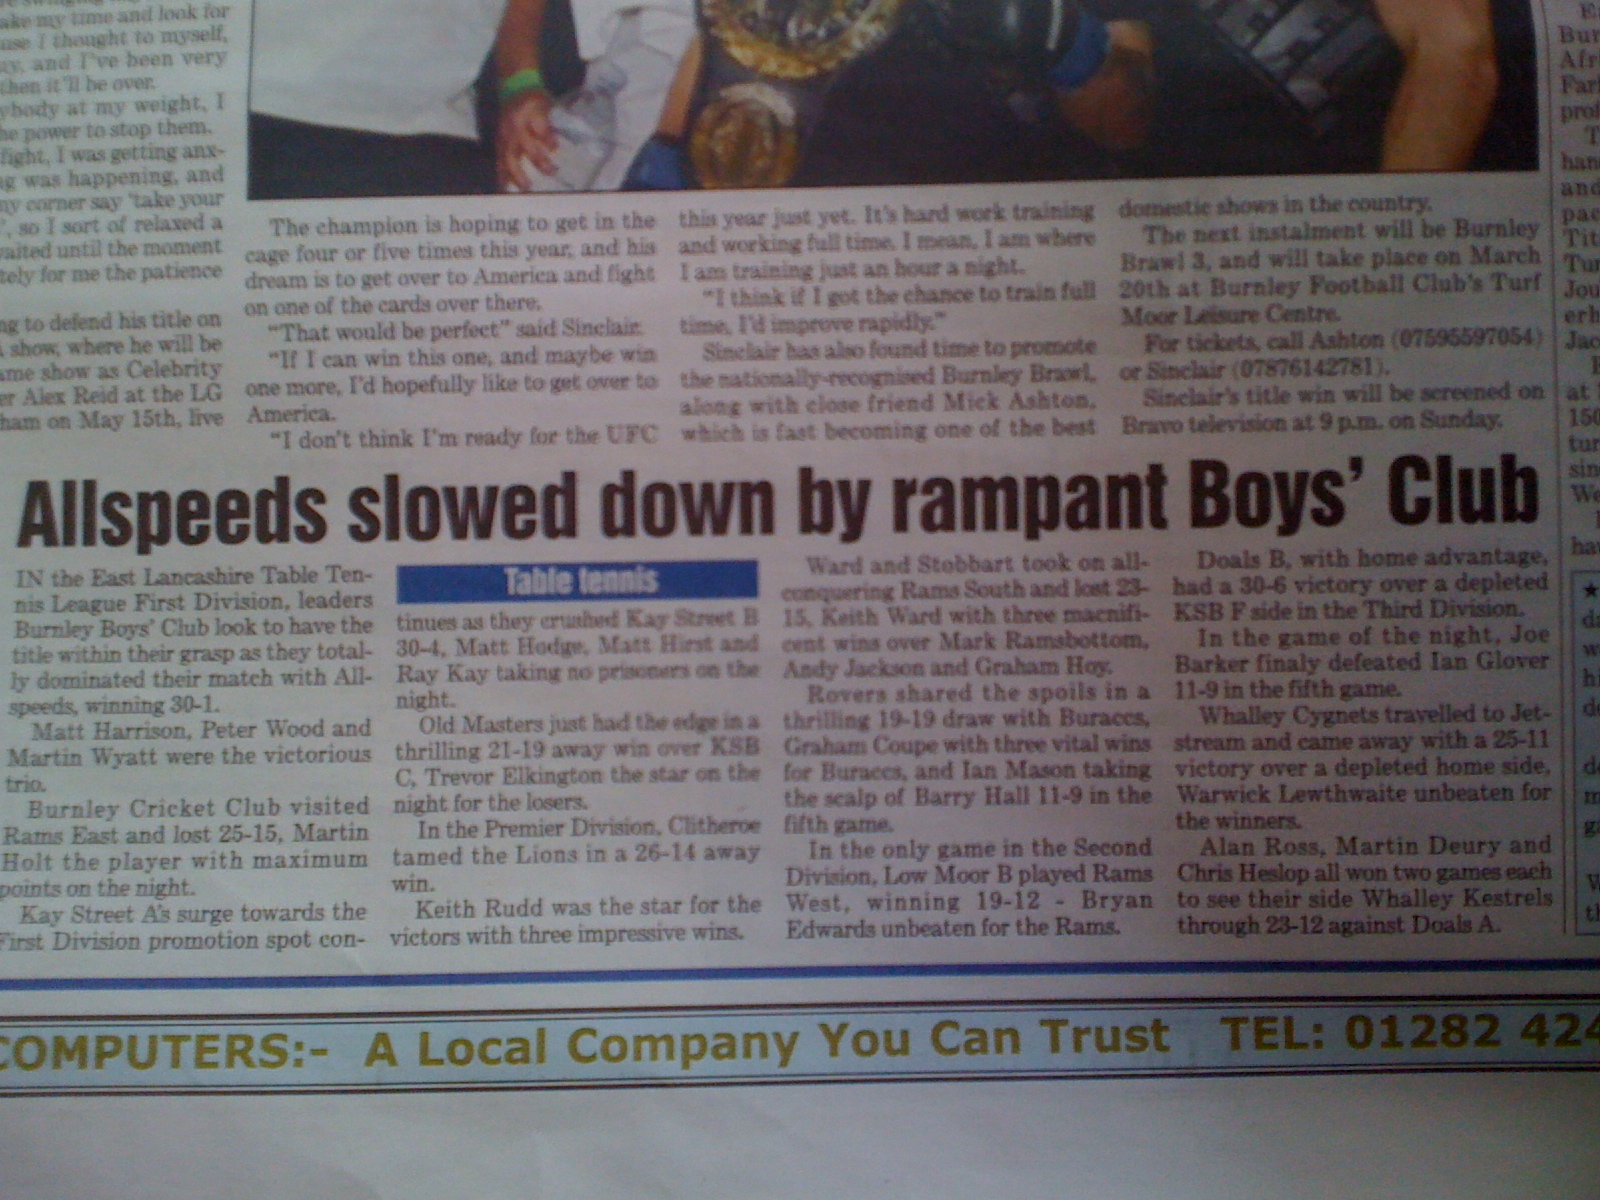 ake my time and look for
use I thought to myself,
ay, and I've been very
then it'll be over.
ybody at my weight, I
he power to stop them.
fight, I was getting anx-
g was happening, and
ny corner say 'take your
', so I sort of relaxed a
vaited until the moment
tely for me the patience
ng to defend his title on
show, where he will be
ame show as Celebrity
er Alex Reid at the LG
ham on May 15th, live
The champion is hoping to get in the
cage four or five times this year, and his
dream is to get over to America and fight
on one of the cards over there.
"That would be perfect" said Sinclair.
"If I can win this one, and maybe win
one more, I'd hopefully like to get over to
America.
"I don't think I'm ready for the UFC
this year just yet. It's hard work training
and working full time. I mean, I am where
I am training just an hour a night.
"I think if I got the chance to train full
time, I'd improve rapidly."
Sinclair has also found time to promote
the nationally-recognised Burnley Brawl,
along with close friend Mick Ashton,
which is fast becoming one of the best
domestic shows in the country.
The next instalment will be Burnley
Brawl 3, and will take place on March
20th at Burnley Football Club's Turf
Moor Leisure Centre.
For tickets, call Ashton (07595597054)
or Sinclair (07876142781).
Sinclair's title win will be screened on
Bravo television at 9 p.m. on Sunday.
Allspeeds slowed down by rampant Boys' Club
IN the East Lancashire Table Ten-
nis League First Division, leaders
Burnley Boys' Club look to have the
title within their grasp as they total-
ly dominated their match with All-
speeds, winning 30-1.
Matt Harrison, Peter Wood and
Martin Wyatt were the victorious
trio.
Burnley Cricket Club visited
Rams East and lost 25-15, Martin
Holt the player with maximum
points on the night.
Kay Street A's surge towards the
First Division promotion spot con-
Table tennis
tinues as they crushed Kay Street B
30-4, Matt Hodge, Matt Hirst and
Ray Kay taking no prisoners on the
night.
Old Masters just had the edge in a
thrilling 21-19 away win over KSB
C, Trevor Elkington the star on the
night for the losers.
In the Premier Division, Clitheroe
tamed the Lions in a 26-14 away
win.
Keith Rudd was the star for the
victors with three impressive wins.
Ward and Stobbart took on all-
conquering Rams South and lost 23-
15, Keith Ward with three macnifi-
cent wins over Mark Ramsbottom,
Andy Jackson and Graham Hoy.
Rovers shared the spoils in a
thrilling 19-19 draw with Buraccs,
Graham Coupe with three vital wins
for Buraccs, and Ian Mason taking
the scalp of Barry Hall 11-9 in the
fifth game.
In the only game in the Second
Division, Low Moor B played Rams
West, winning 19-12 - Bryan
Edwards unbeaten for the Rams.
Doals B, with home advantage,
had a 30-6 victory over a depleted
KSB F side in the Third Division.
In the game of the night, Joe
Barker finaly defeated Ian Glover
11-9 in the fifth game.
Whalley Cygnets travelled to Jet-
stream and came away with a 25-11
victory over a depleted home side,
Warwick Lewthwaite unbeaten for
the winners.
Alan Ross, Martin Deury and
Chris Heslop all won two games each
to see their side Whalley Kestrels
through 23-12 against Doals A.
COMPUTERS:- A Local Company You Can Trust TEL: 01282 424